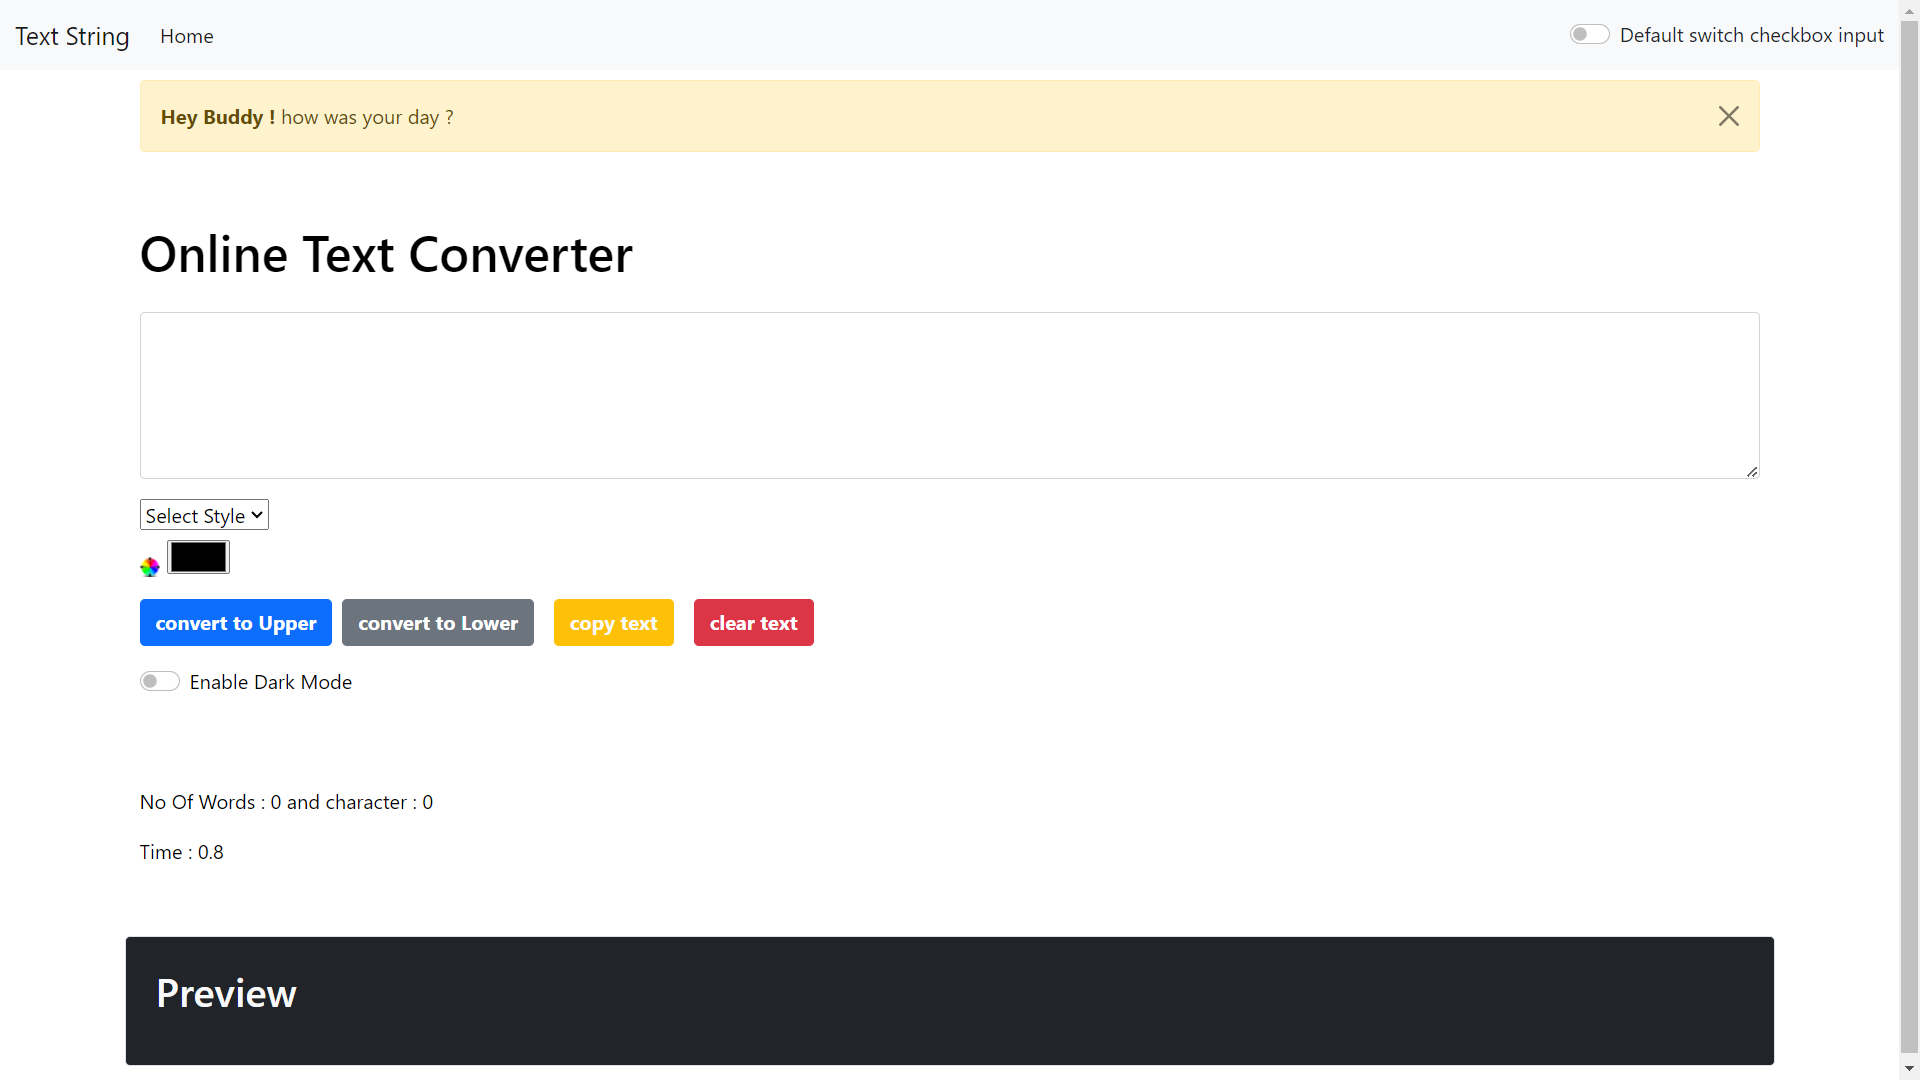 Text String
Home
Default switch checkbox input
Hey Buddy ! how was your day ?
Online Text Converter
Select Style
convert to Upper
convert to Lower
copy text
clear text
Enable Dark Mode
No Of Words : 0 and character : 0
Time : 0.8
Preview